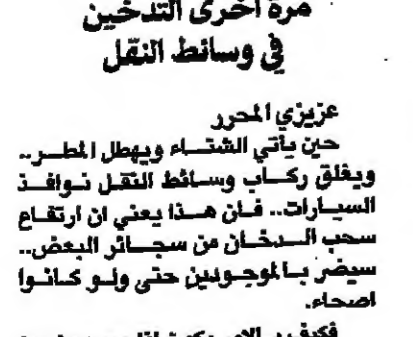 مرة اخرى التدخين
في وسائط النقل
عزيزي المحرر
حين يأتي الشتاء ويهطل المطر..
ويغلق ركاب وسائط النقل نوافذ
السيارات.. فان هذا يعني ان ارتفاع
سحب الدخان من سجائر البعض..
سيضر بالموجودين حتى ولو كانوا
اصحاء.